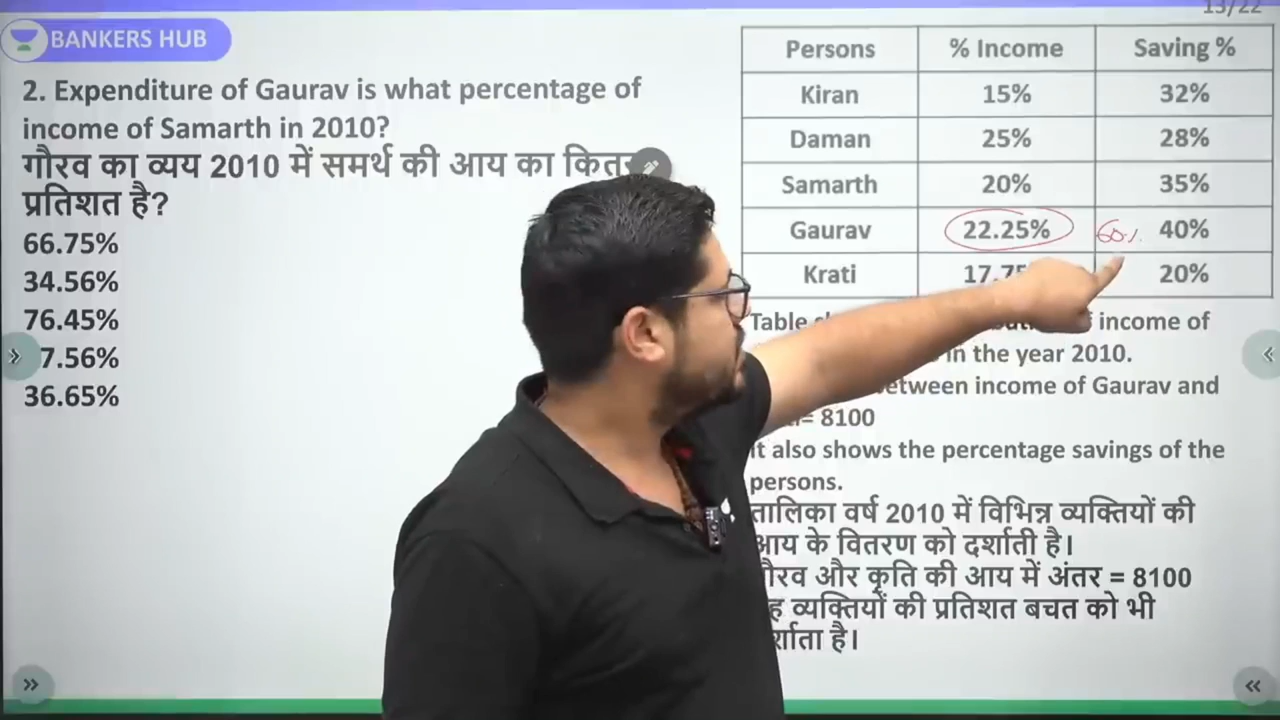 13/22
BANKERS HUB
2. Expenditure of Gaurav is what percentage of
income of Samarth in 2010?
गौरव का व्यय 2010 में समर्थ की आय का
प्रतिशत है?
66.75%
34.56%
76.45%
7.56%
36.65%
Persons % Income Saving %
Kiran 15% 32%
Daman 25% 28%
Samarth 20% 35%
Gaurav 22.25% 60% 40%
Krati 20%
Table income of
in the year 2010.
between income of Gaurav and
= 8100
It also shows the percentage savings of the
persons.
तालिका वर्ष 2010 में विभिन्न व्यक्तियों की
आय के वितरण को दर्शाती है।
गौरव और कृति की आय में अंतर = 8100
व्यक्तियों की प्रतिशत बचत को भी